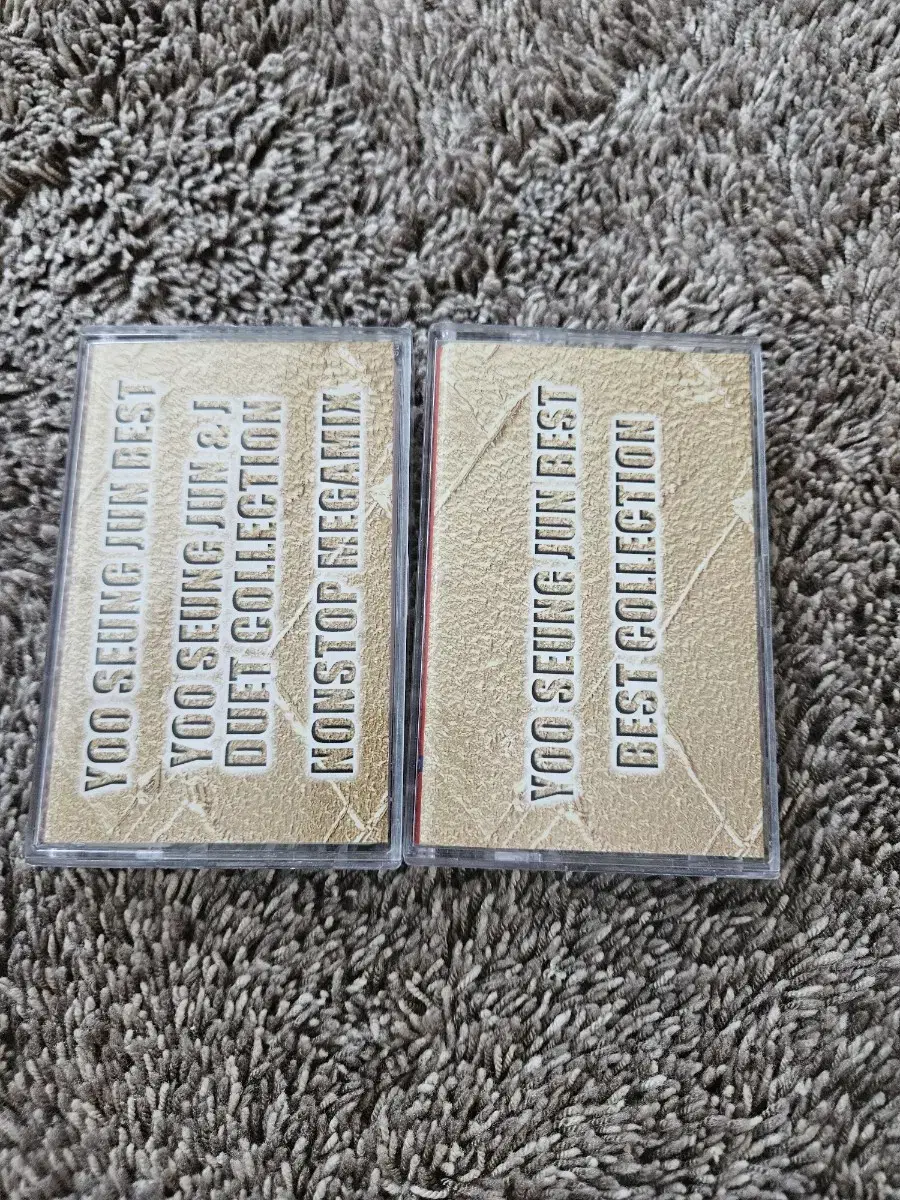 YOO SEUNG JUN BEST
YOO SEUNG JUN & J
DUET COLLECTION
NONSTOP MEGAMIX
YOO SEUNG JUN BEST
BEST COLLECTION